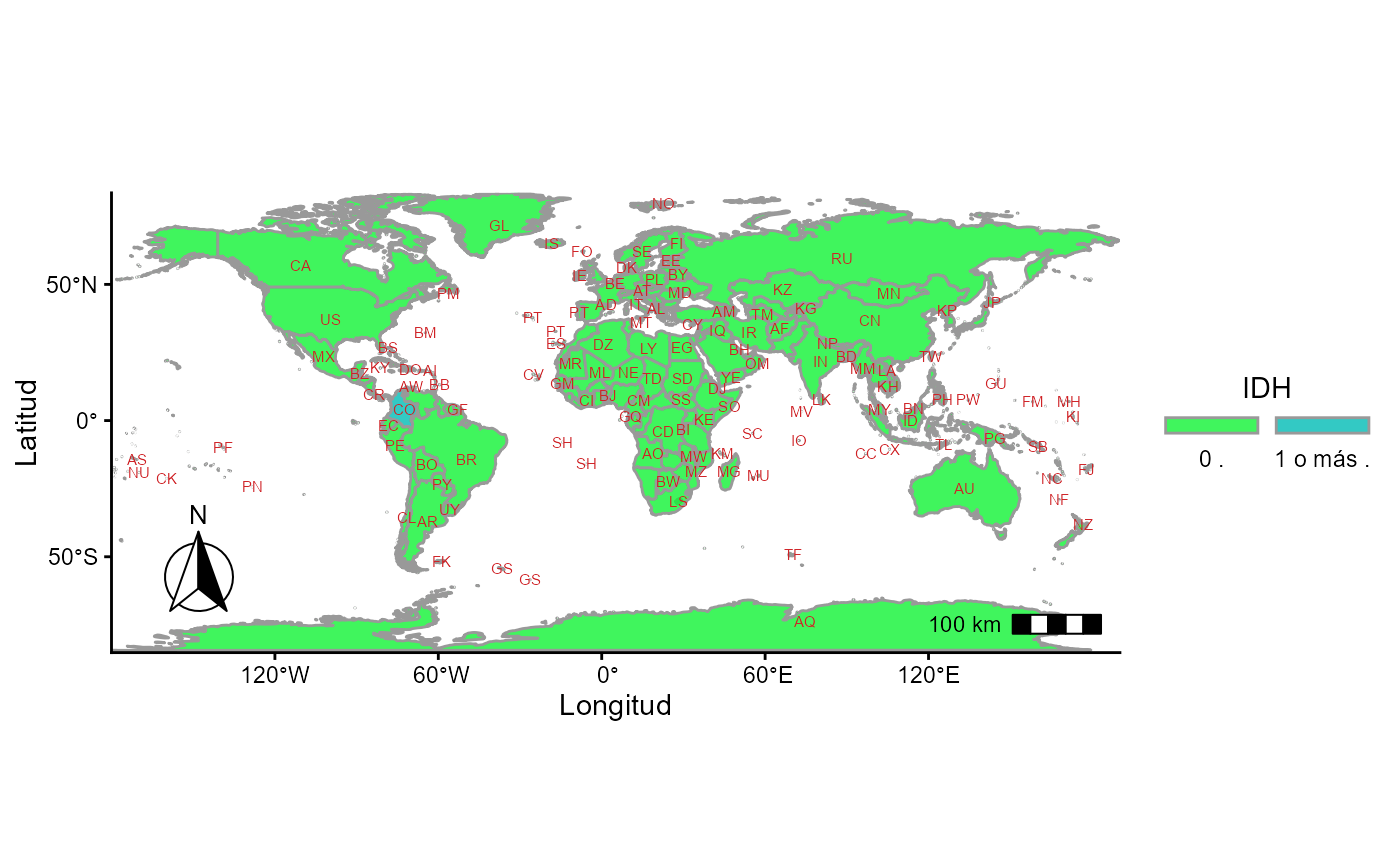 NO
GL
IS
FO
SE
FI
EE
RU
CA
DK
IE
BE
PL
BY
50°N
PM
AT
MD
KZ
MN
AD
IT
AL
JP
PT
AM
TM
KG
KP
US
PT
MT
CY
CN
BM
PT
IQ
IR
AF
BS
ES
DZ
LY
EG
BH
NP
MX
KY
DO
AI
MR
OM
IN
BD
TW
BZ
CV
GM
ML
NE
TD
SD
YE
MM
LA
AW
BB
DJ
KH
GU
CR
CI
BJ
CM
SS
SO
LK
PH
PW
FM
MH
CO
GF
GQ
KE
MV
MY
BN
ID
KI
0°
EC
CD
BI
SC
IO
PG
PF
PE
SH
TL
SB
AS
BO
BR
SH
AO
MW
KM
CC
CX
NU
CK
PN
PY
BW
MZ
MG
MU
AU
NC
FJ
UY
LS
NF
CL
AR
NZ
N
50°S
FK
GS
GS
TF
AQ
100 km
120°W
60°W
0°
60°E
120°E
Longitud
Latitud
IDH
0 .
1 o más .